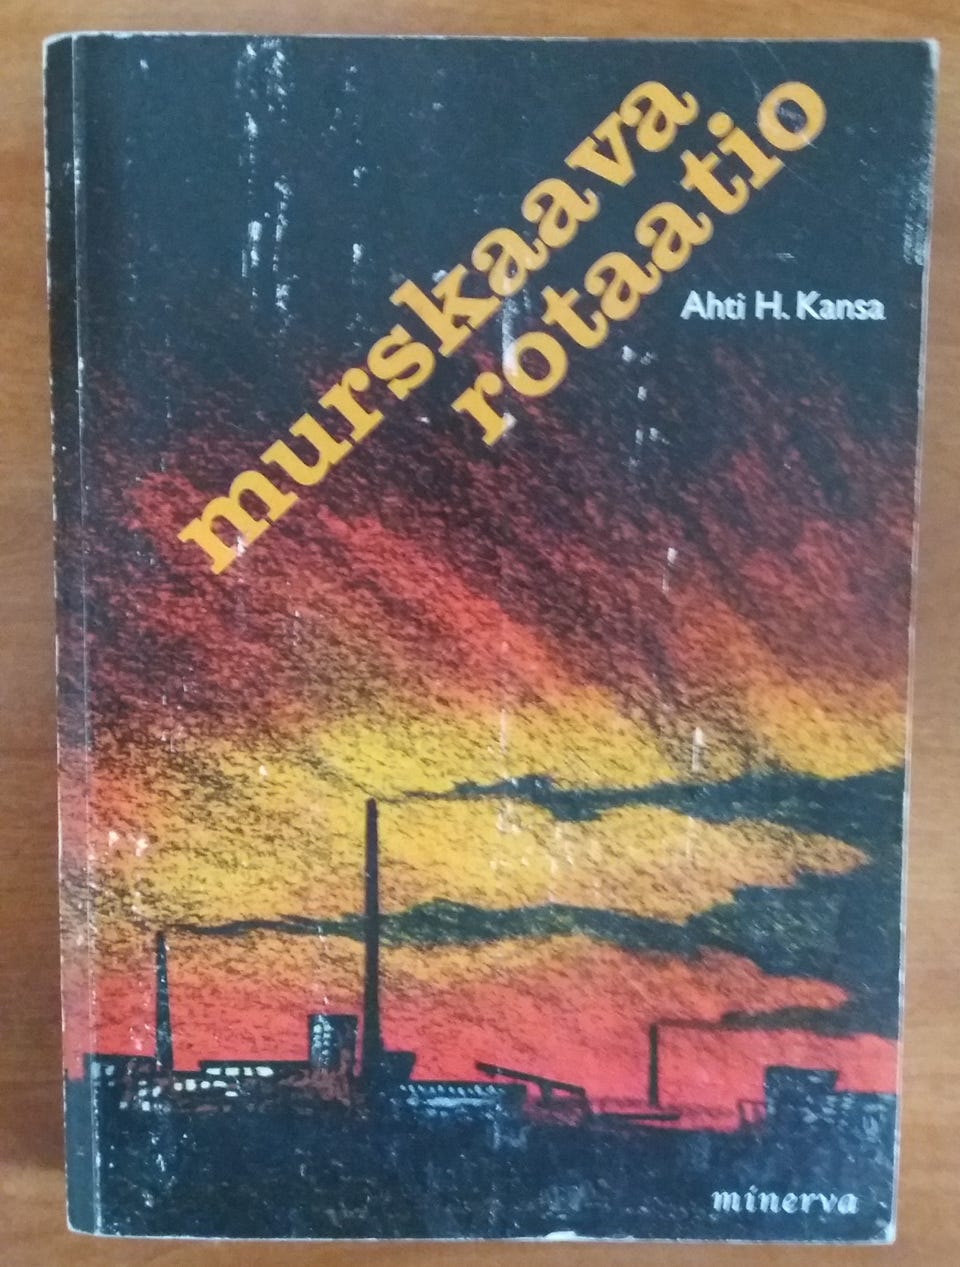 murskaava
rotaatio
Ahti H. Kansa
minerva